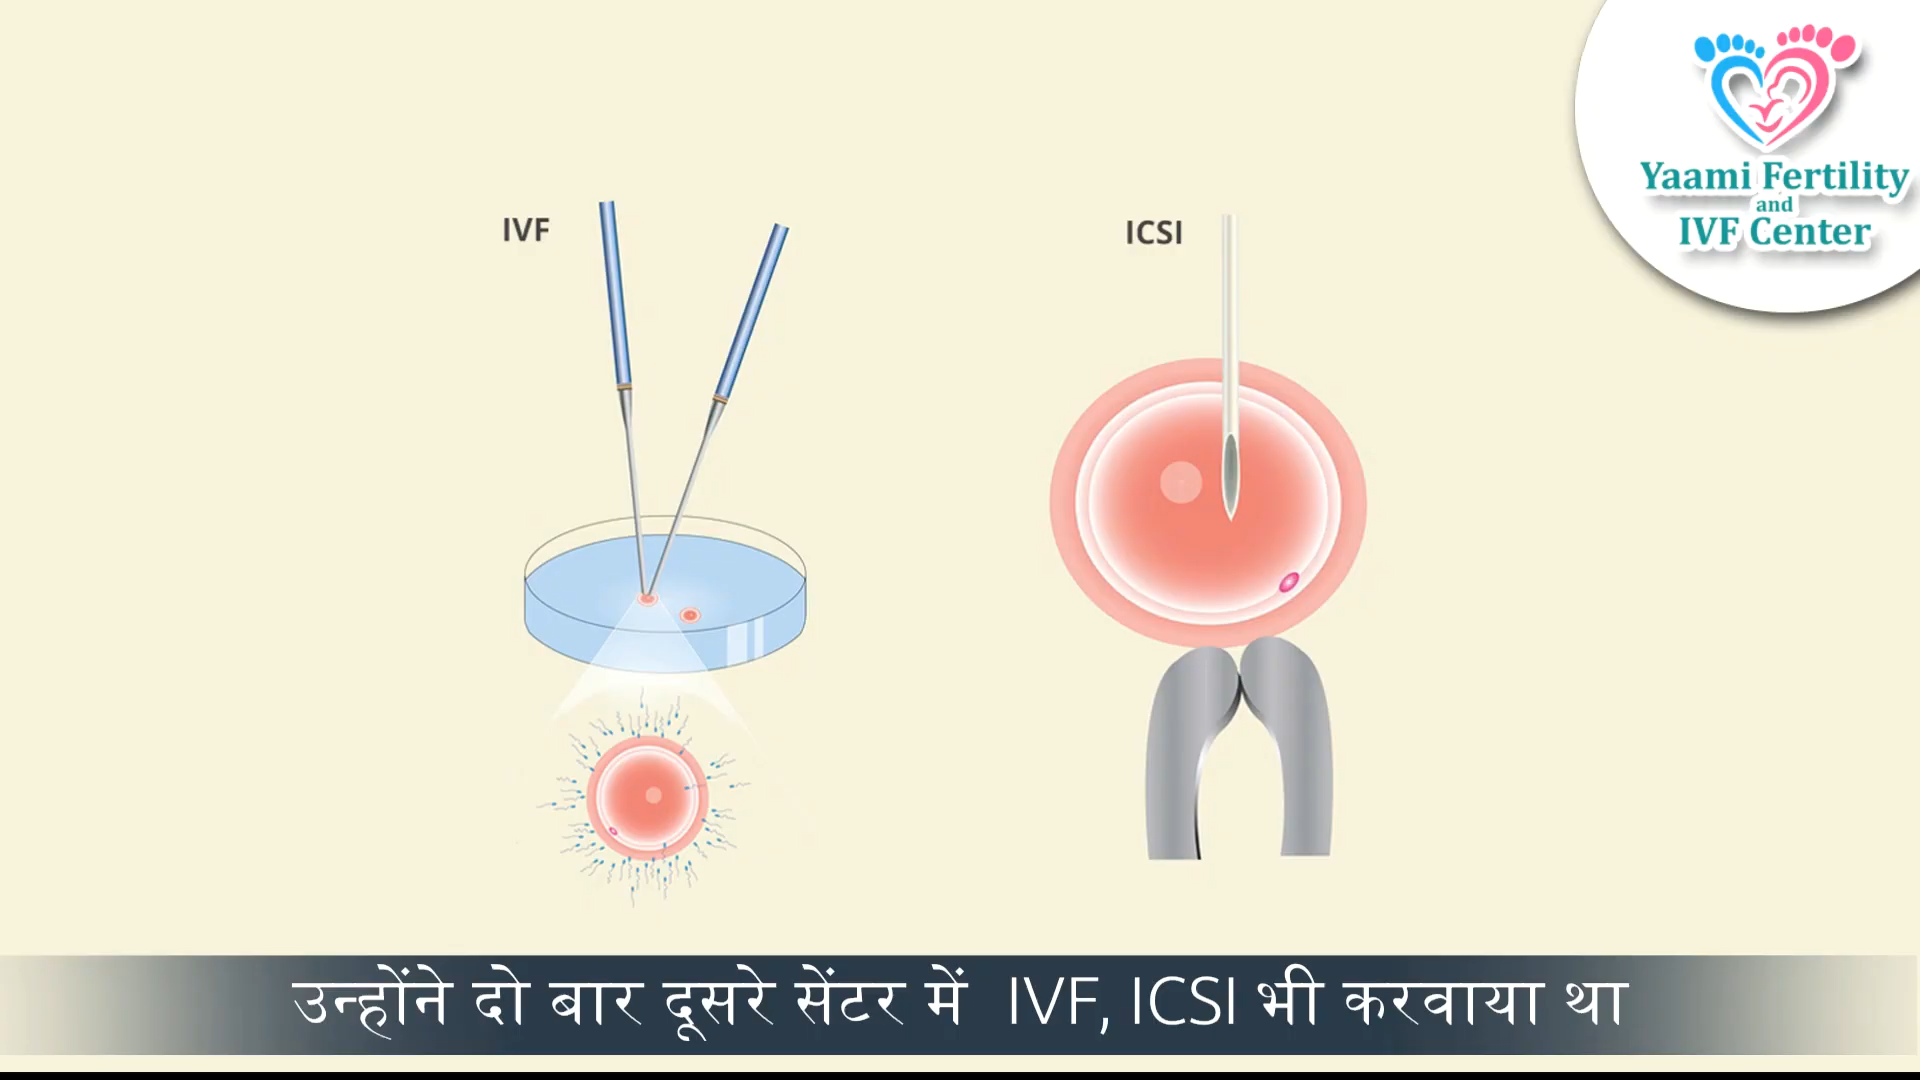 IVF
ICSI
Yaami Fertility
and
IVF Center
उन्होंने दो बार दूसरे सेंटर में IVF, ICSI भी करवाया था